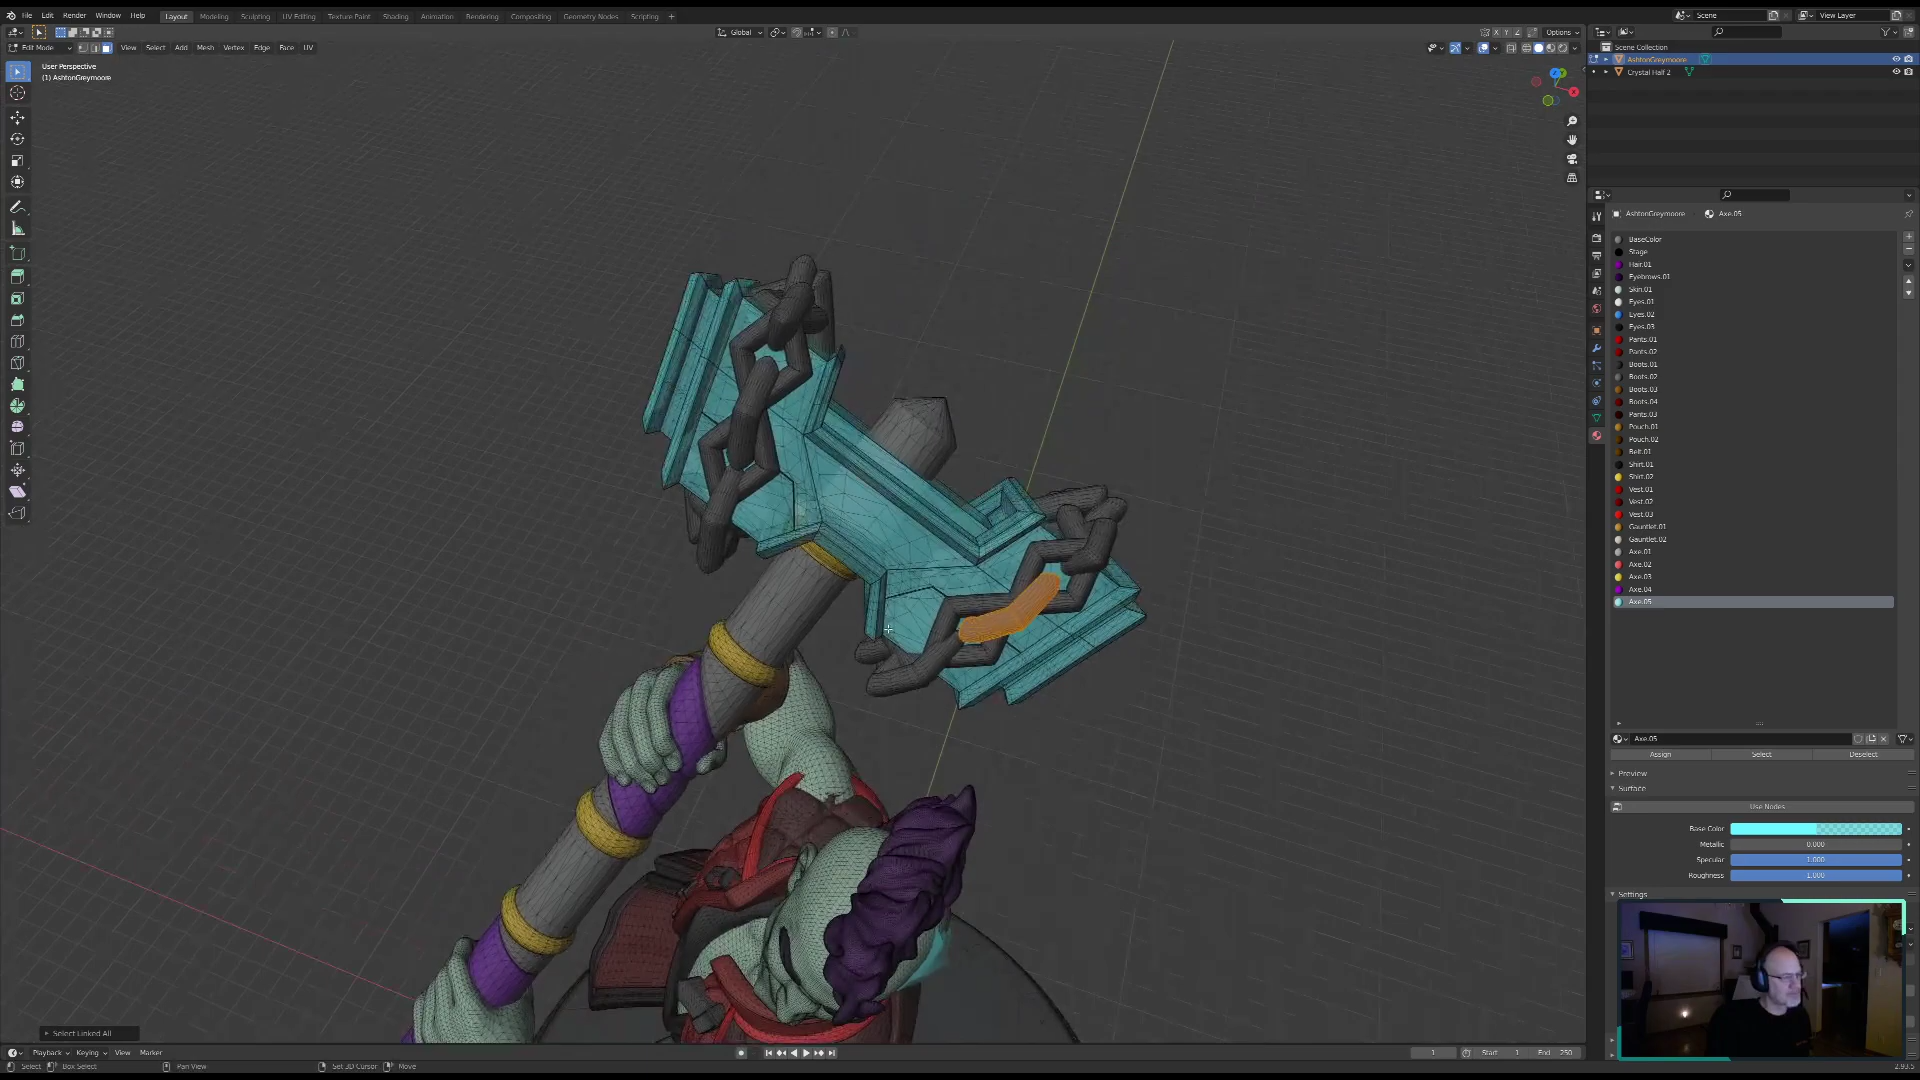 File Edit Render Window Help Layout Modeling Sculpting UV Editing Texture Paint Shading Animation Rendering Compositing Geometry Nodes Scripting + Scene View Layer
Global Options
X Y Z
Edit Mode View Select Add Mesh Vertex Edge Face UV
User Perspective
(1) AshtonGreymoore
Scene Collection
AshtonGreymoore
Crystal Half 2
AshtonGreymoore Axe.05
BaseColor
Stage
Hair.01
Eyebrows.01
Skin.01
Eyes.01
Eyes.02
Eyes.03
Pants.01
Pants.02
Boots.01
Boots.02
Boots.03
Boots.04
Pants.03
Pouch.01
Pouch.02
Belt.01
Shirt.01
Shirt.02
Vest.01
Vest.02
Vest.03
Gauntlet.01
Gauntlet.02
Axe.01
Axe.02
Axe.03
Axe.04
Axe.05
Axe.05
Assign Select Deselect
Preview
Surface
Use Nodes
Base Color
Metallic 0.000
Specular 1.000
Roughness 1.000
Settings
Select Linked All
Playback Keying View Marker
1 Start 1 End 250
Select Box Select Pan View Set 3D Cursor Move
2.93.5